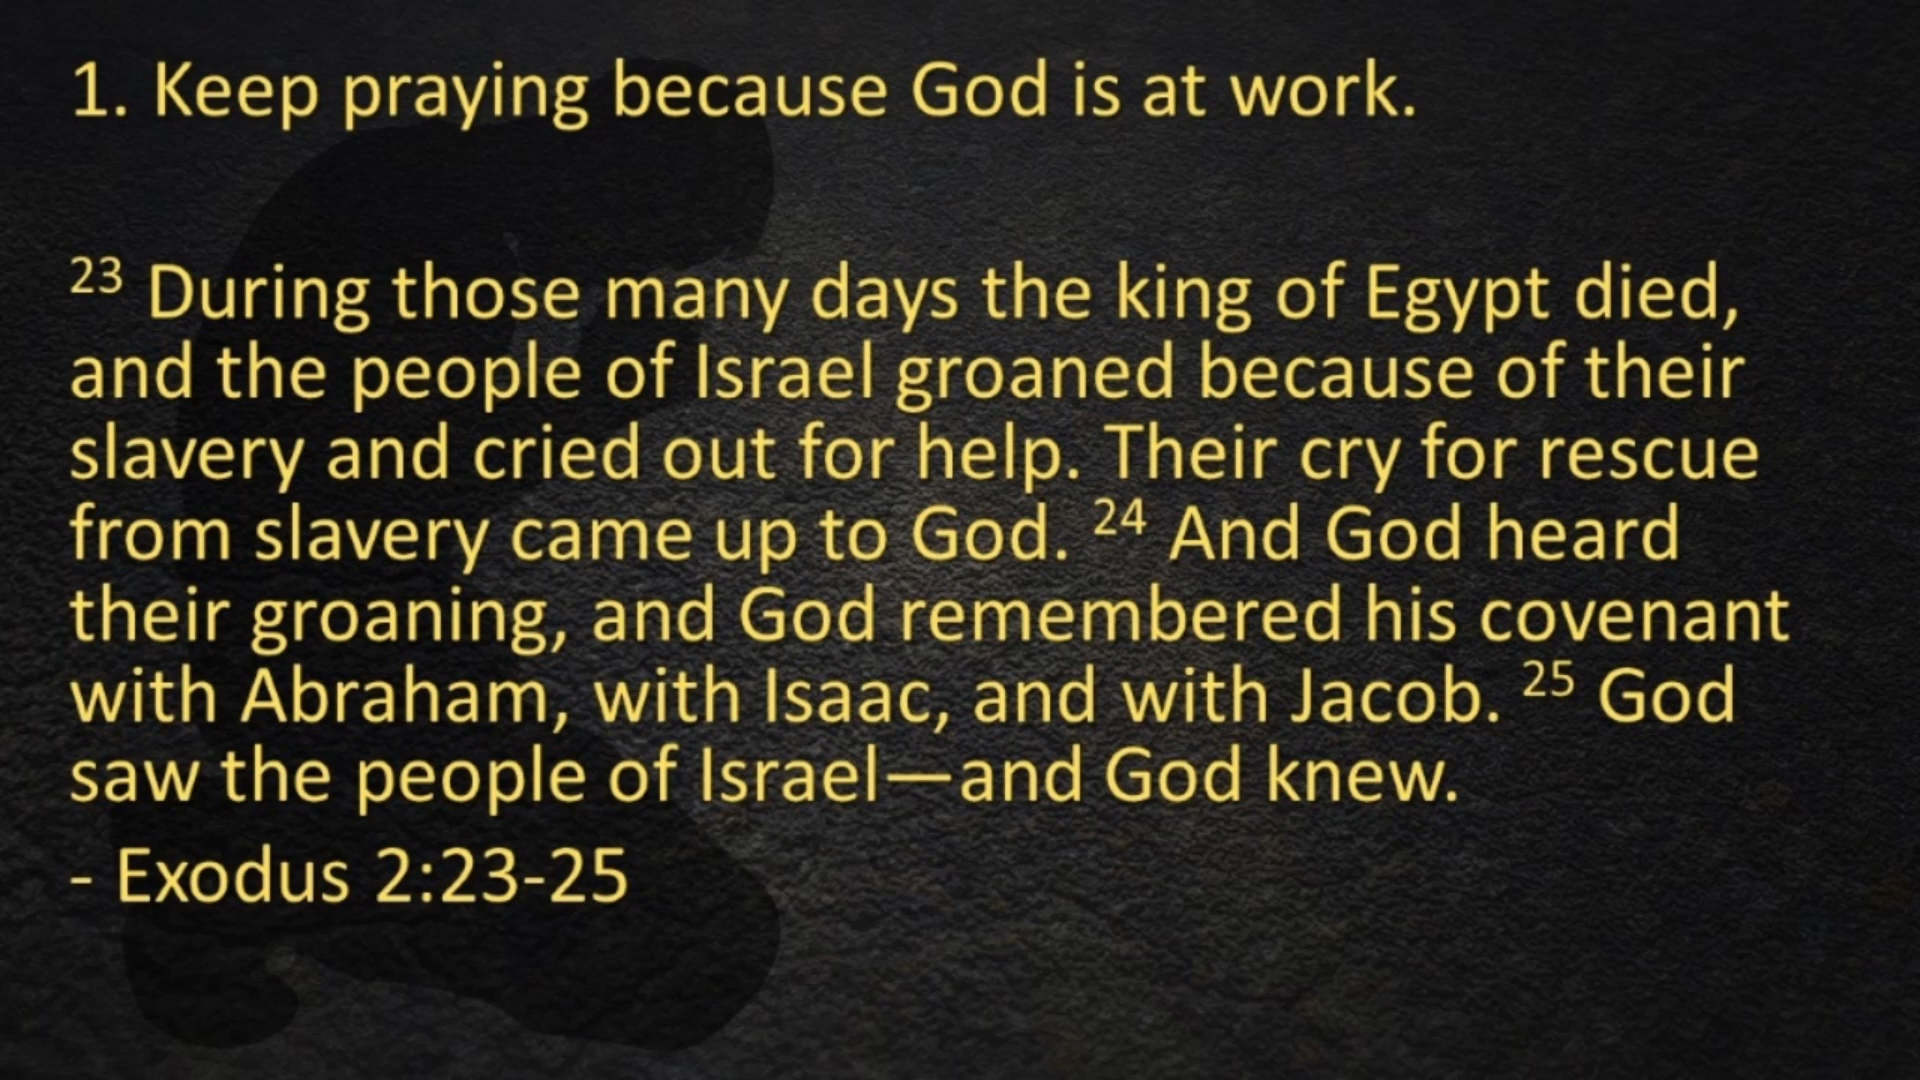 1. Keep praying because God is at work.
23 During those many days the king of Egypt died,
and the people of Israel groaned because of their
slavery and cried out for help. Their cry for rescue
from slavery came up to God. 24 And God heard
their groaning, and God remembered his covenant
with Abraham, with Isaac, and with Jacob. 25 God
saw the people of Israel—and God knew.
- Exodus 2:23-25